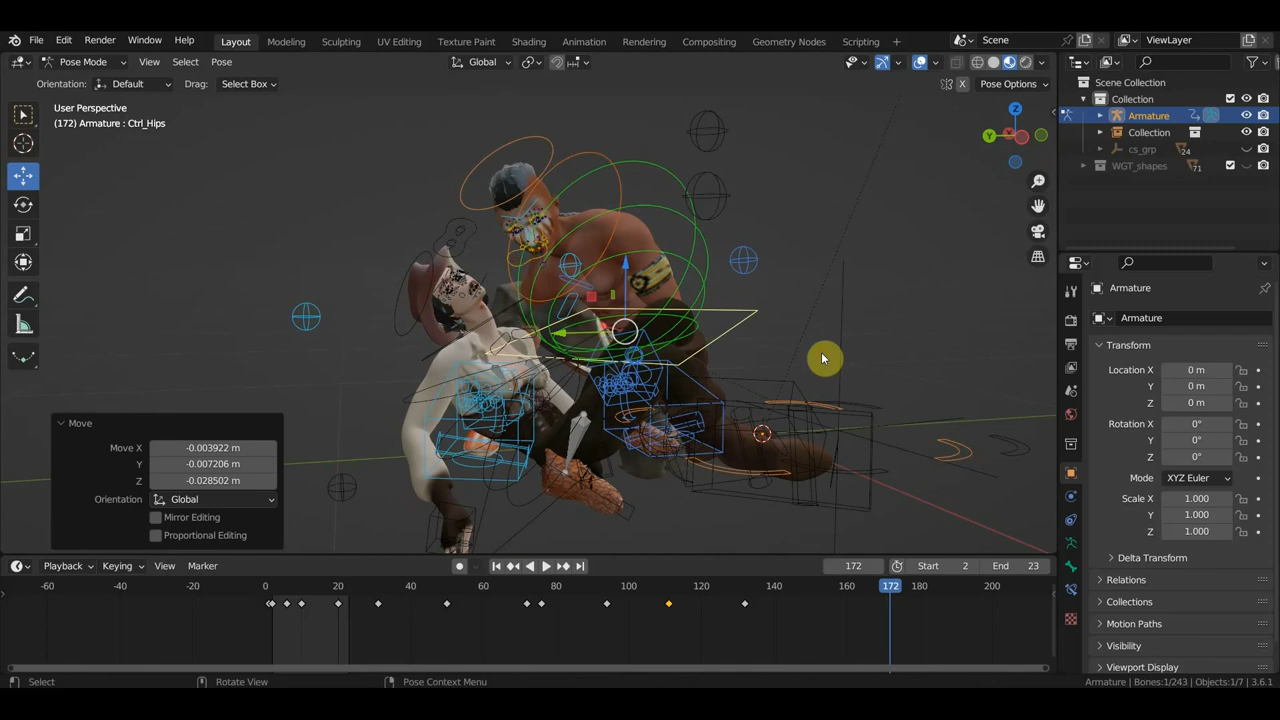 File Edit Render Window Help Layout Modeling Sculpting UV Editing Texture Paint Shading Animation Rendering Compositing Geometry Nodes Scripting + Scene ViewLayer
Pose Mode View Select Pose Global X Pose Options
Orientation: Default Drag: Select Box
User Perspective
(172) Armature : Ctrl_Hips
Z
Y
Scene Collection
Collection
Armature
Collection
cs_grp 24
WGT_shapes 71
Armature
Armature
Transform
Location X 0 m
Y 0 m
Z 0 m
Rotation X 0°
Y 0°
Z 0°
Mode XYZ Euler
Scale X 1.000
Y 1.000
Z 1.000
Delta Transform
Relations
Collections
Motion Paths
Visibility
Viewport Display
Move
Move X -0.003922 m
Y -0.007206 m
Z -0.028502 m
Orientation Global
Mirror Editing
Proportional Editing
Playback Keying View Marker 172 Start 2 End 23
-60 -40 -20 0 20 40 60 80 100 120 140 160 172 180 200
Select Rotate View Pose Context Menu Armature | Bones:1/243 | Objects:1/7 | 3.6.1